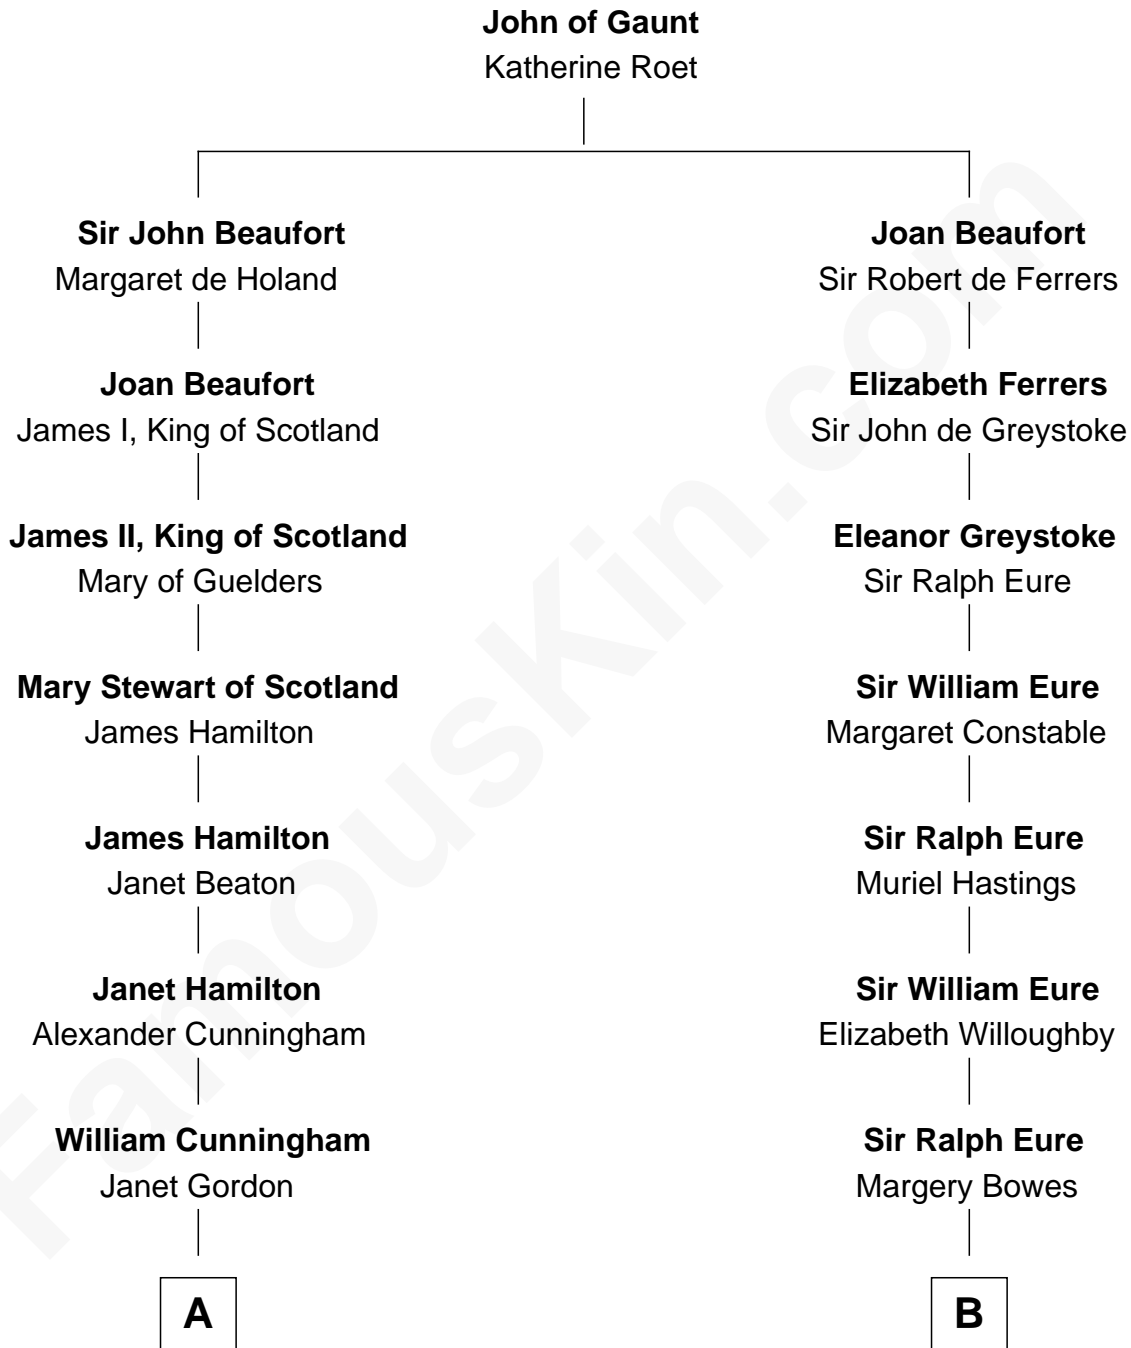 John of Gaunt
Katherine Roet
Sir John Beaufort
Margaret de Holand
Joan Beaufort
James I, King of Scotland
James II, King of Scotland
Mary of Guelders
Mary Stewart of Scotland
James Hamilton
James Hamilton
Janet Beaton
Janet Hamilton
Alexander Cunningham
William Cunningham
Janet Gordon
A
Joan Beaufort
Sir Robert de Ferrers
Elizabeth Ferrers
Sir John de Greystoke
Eleanor Greystoke
Sir Ralph Eure
Sir William Eure
Margaret Constable
Sir Ralph Eure
Muriel Hastings
Sir William Eure
Elizabeth Willoughby
Sir Ralph Eure
Margery Bowes
B
FamousKin.com